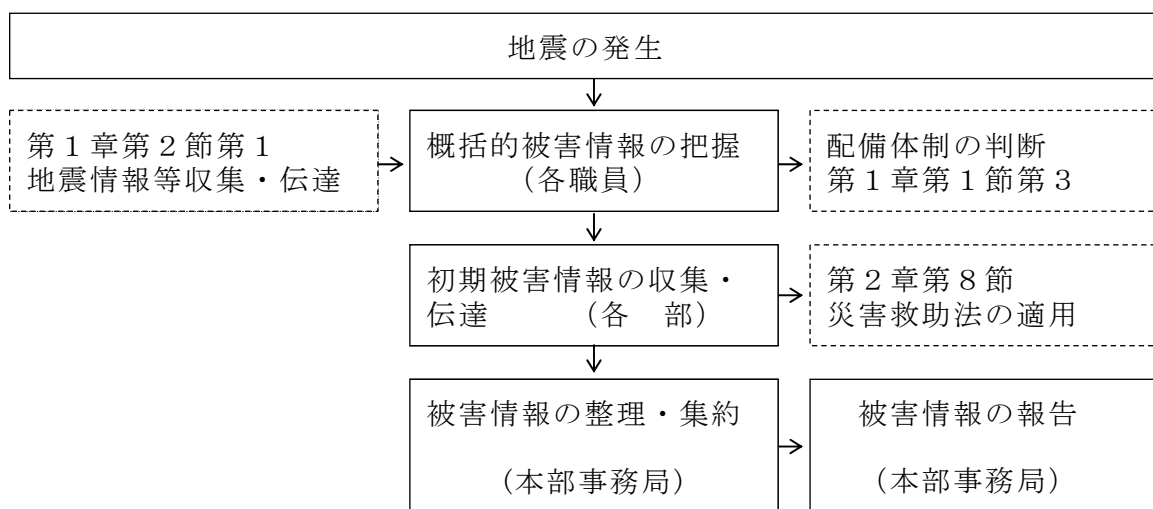 地震の発生
第１章第２節第１
地震情報等収集・伝達
概括的被害情報の把握
（各職員）
配備体制の判断
第１章第１節第３
初期被害情報の収集・
伝達　　　（各　部）
第２章第８節
災害救助法の適用
被害情報の整理・集約
（本部事務局）
被害情報の報告
（本部事務局）